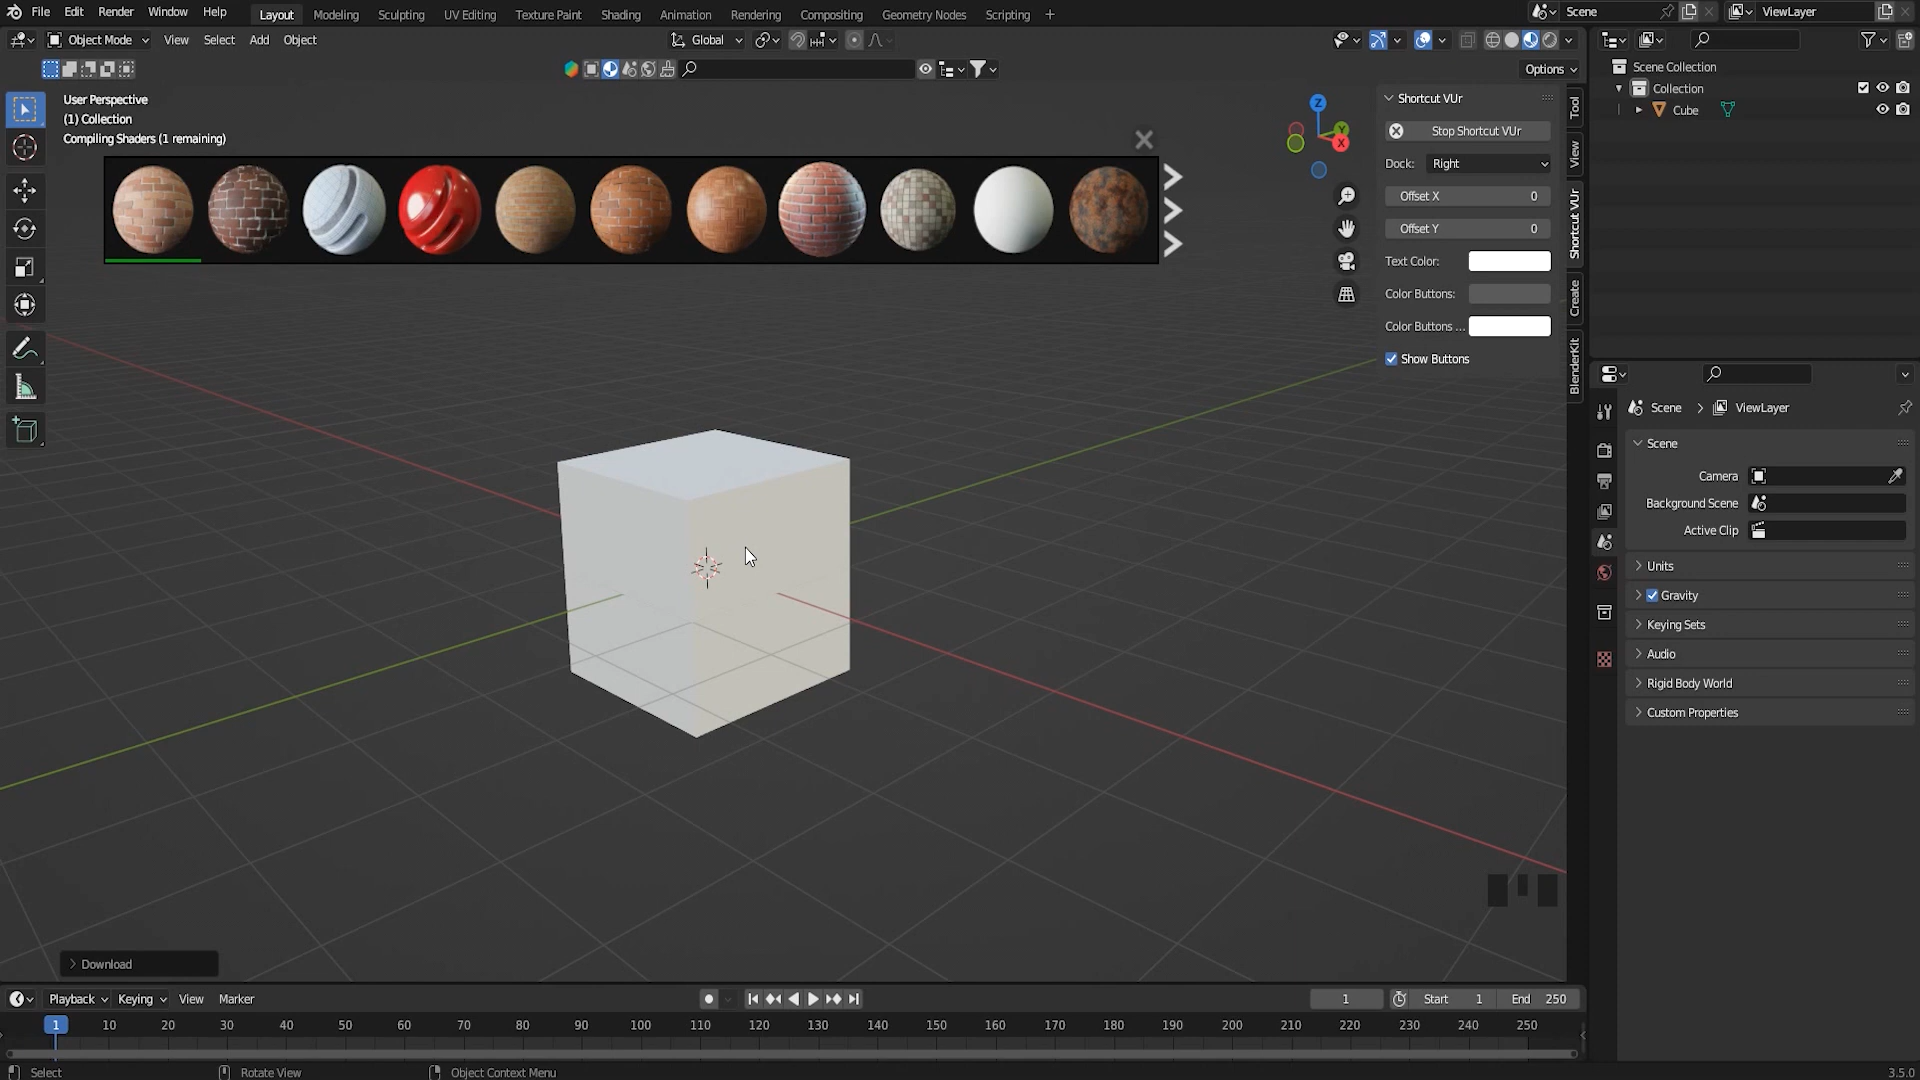 File Edit Render Window Help Layout Modeling Sculpting UV Editing Texture Paint Shading Animation Rendering Compositing Geometry Nodes Scripting + Scene ViewLayer
Object Mode View Select Add Object Global
Options
User Perspective
(1) Collection
Compiling Shaders (1 remaining)
Z
Y
X
Shortcut VUr
Stop Shortcut VUr
Dock: Right
Offset X 0
Offset Y 0
Text Color:
Color Buttons:
Color Buttons ...
Show Buttons
Tool
View
Shortcut VUr
Create
BlenderKit
Scene Collection
Collection
Cube
Scene > ViewLayer
Scene
Camera
Background Scene
Active Clip
Units
Gravity
Keying Sets
Audio
Rigid Body World
Custom Properties
Download
Playback Keying View Marker 1 Start 1 End 250
1 10 20 30 40 50 60 70 80 90 100 110 120 130 140 150 160 170 180 190 200 210 220 230 240 250
Select Rotate View Object Context Menu 3.5.0